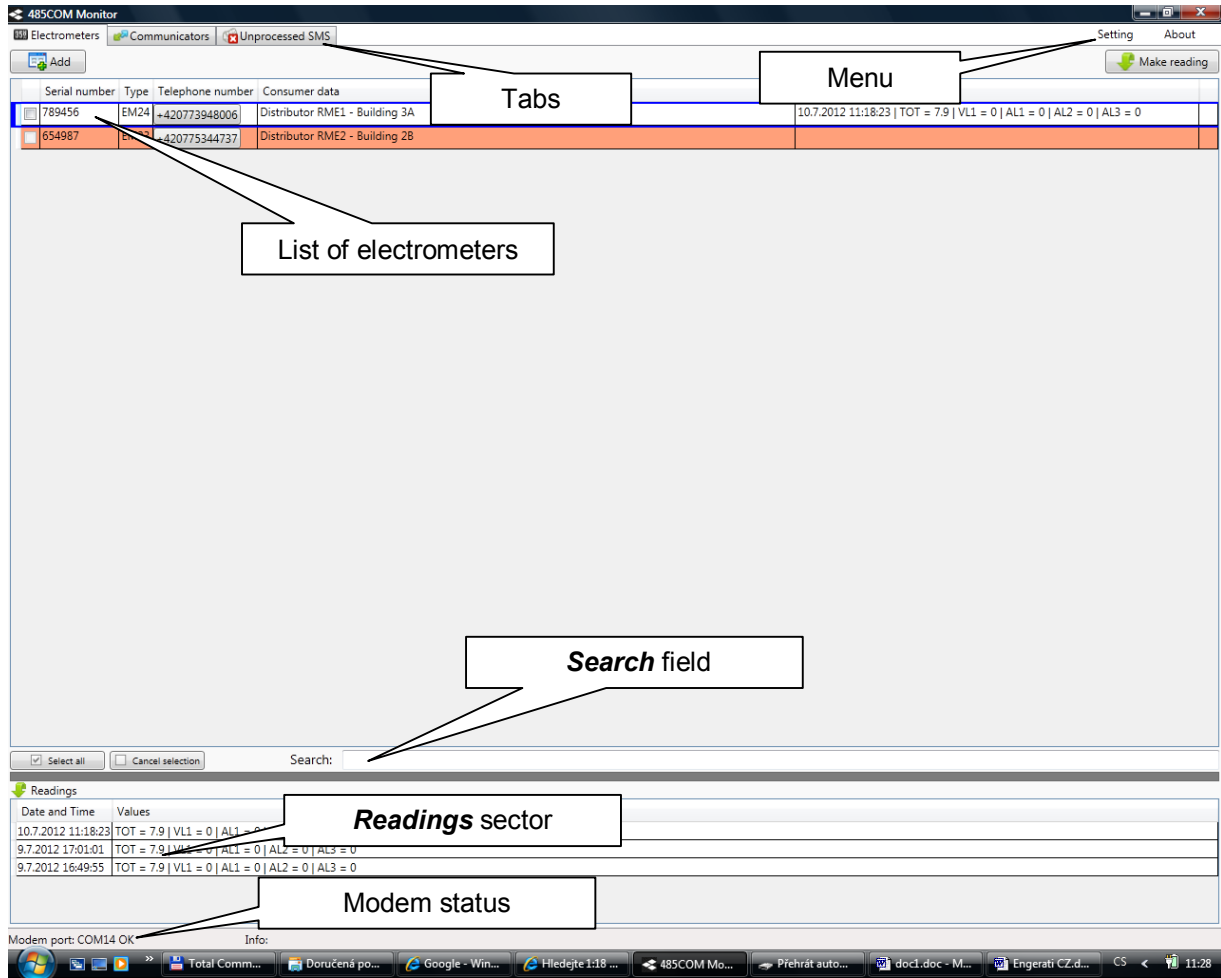 485COM Monitor
Electrometers Communicators Unprocessed SMS Setting About
Add Make reading
Menu
Tabs
Serial number Type Telephone number Consumer data
789456 EM24 +420773948006 Distributor RME1 - Building 3A 10.7.2012 11:18:23 | TOT = 7.9 | VL1 = 0 | AL1 = 0 | AL2 = 0 | AL3 = 0
654987 +420775344737 Distributor RME2 - Building 2B
List of electrometers
Search field
Select all Cancel selection Search:
Readings
Date and Time Values
Readings sector
10.7.2012 11:18:23 TOT = 7.9 | VL1 = 0 | AL1 = 0
9.7.2012 17:01:01 TOT = 7.9 | VL1 = 0 | AL1 = 0 | AL2 = 0 | AL3 = 0
9.7.2012 16:49:55 TOT = 7.9 | VL1 = 0 | AL1 = 0 | AL2 = 0 | AL3 = 0
Modem status
Modem port: COM14 OK Info:
Total Comm... Doručená po... Google - Win... Hledejte 1:18 ... 485COM Mo... Přehrát auto... doc1.doc - M... Engerati CZ.d... CS 11:28